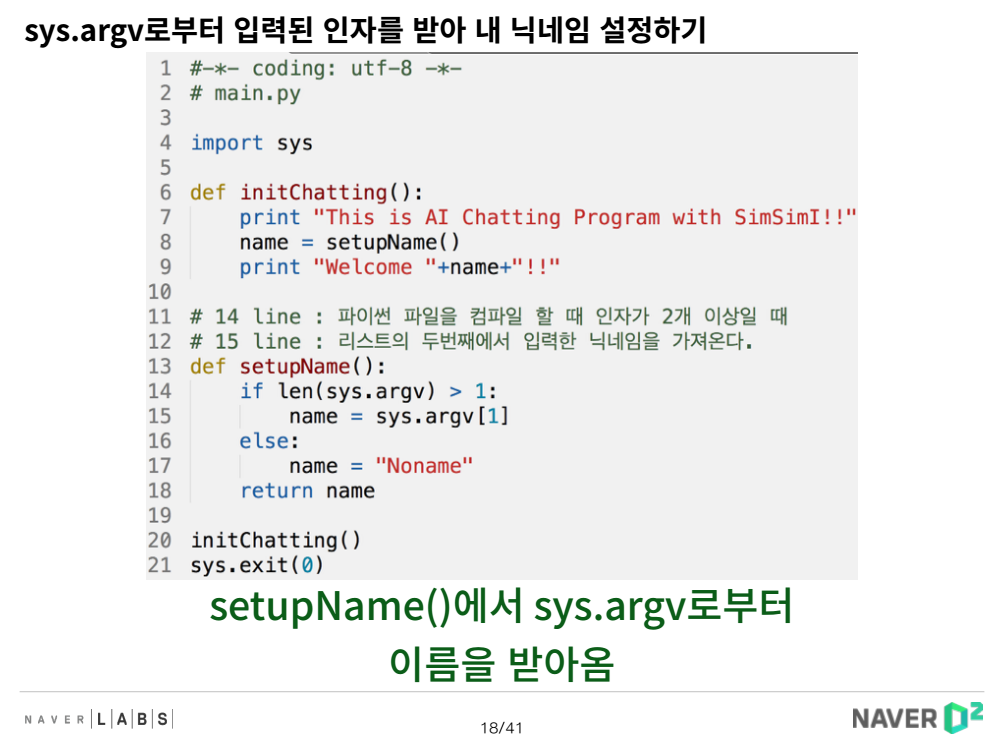 sys.argv로부터 입력된 인자를 받아 내 닉네임 설정하기
1 #-*- coding: utf-8 -*-
2 # main.py
3
4 import sys
5
6 def initChatting():
7     print "This is AI Chatting Program with SimSimI!!"
8     name = setupName()
9     print "Welcome "+name+"!!"
10
11 # 14 line : 파이썬 파일을 컴파일 할 때 인자가 2개 이상일 때
12 # 15 line : 리스트의 두번째에서 입력한 닉네임을 가져온다.
13 def setupName():
14     if len(sys.argv) > 1:
15         name = sys.argv[1]
16     else:
17         name = "Noname"
18     return name
19
20 initChatting()
21 sys.exit(0)
setupName()에서 sys.argv로부터
이름을 받아옴
NAVER LABS
18/41
NAVER D2